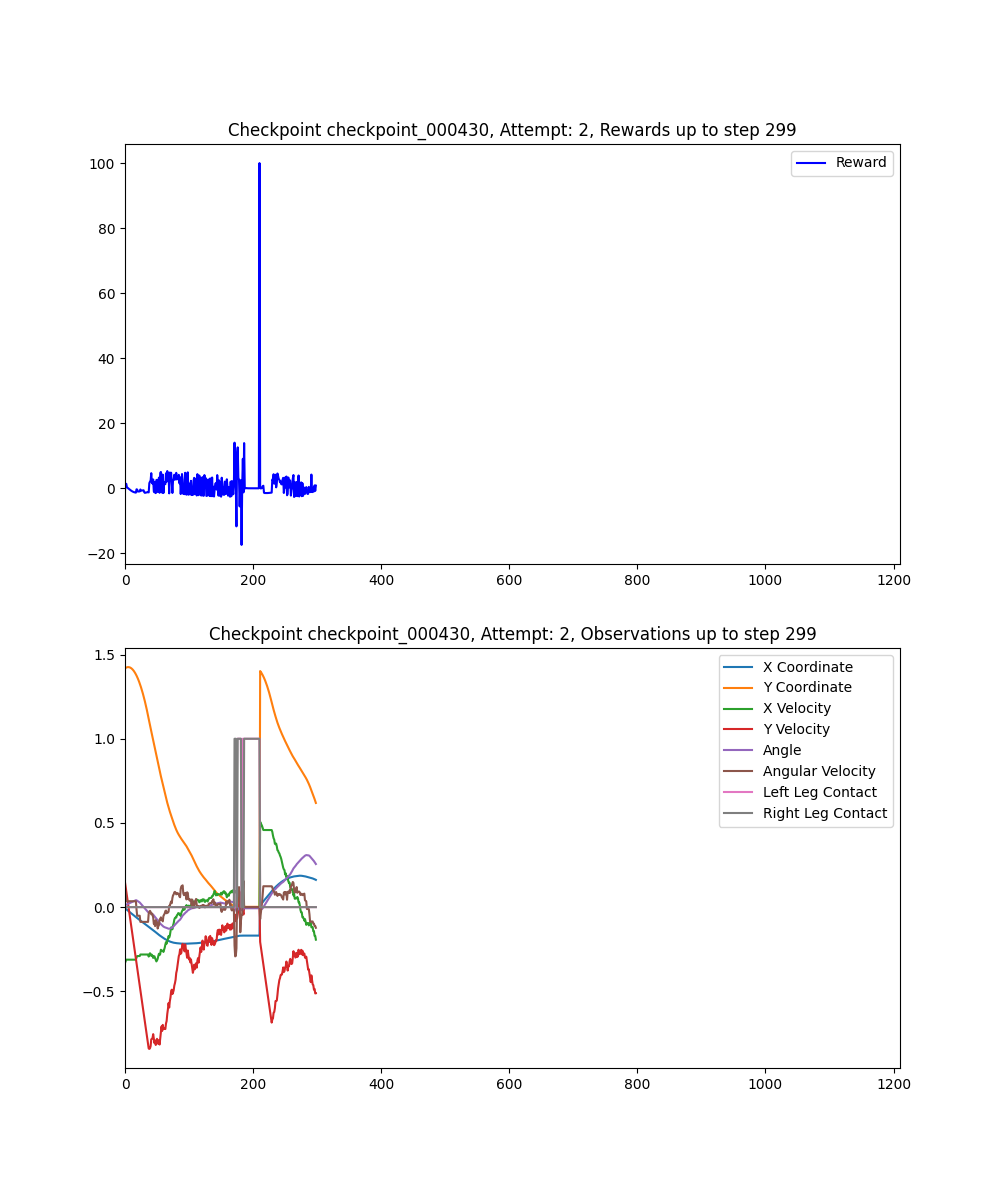 Checkpoint checkpoint_000430, Attempt: 2, Rewards up to step 299
Reward
100
80
60
40
20
0
−20
0 200 400 600 800 1000 1200
Checkpoint checkpoint_000430, Attempt: 2, Observations up to step 299
X Coordinate
Y Coordinate
X Velocity
Y Velocity
Angle
Angular Velocity
Left Leg Contact
Right Leg Contact
1.5
1.0
0.5
0.0
−0.5
0 200 400 600 800 1000 1200